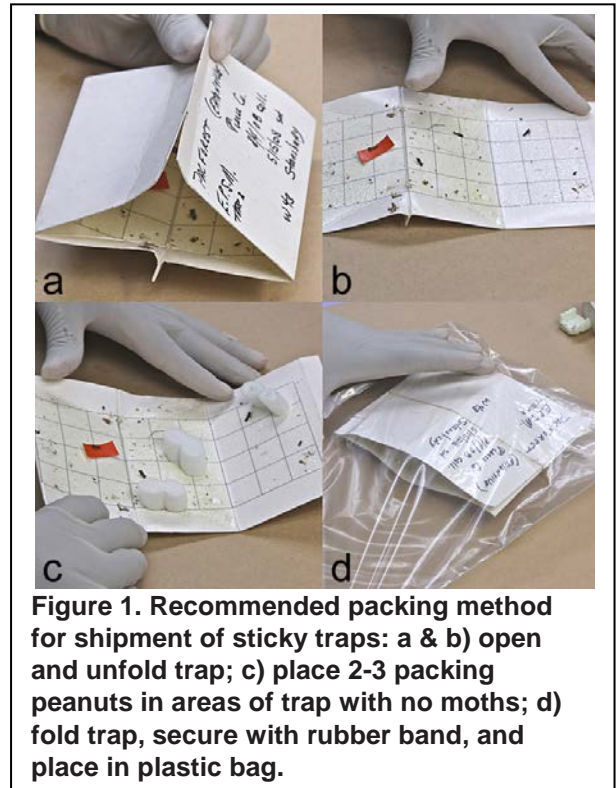 a
b
c
d
Figure 1. Recommended packing method
for shipment of sticky traps: a & b) open
and unfold trap; c) place 2-3 packing
peanuts in areas of trap with no moths; d)
fold trap, secure with rubber band, and
place in plastic bag.